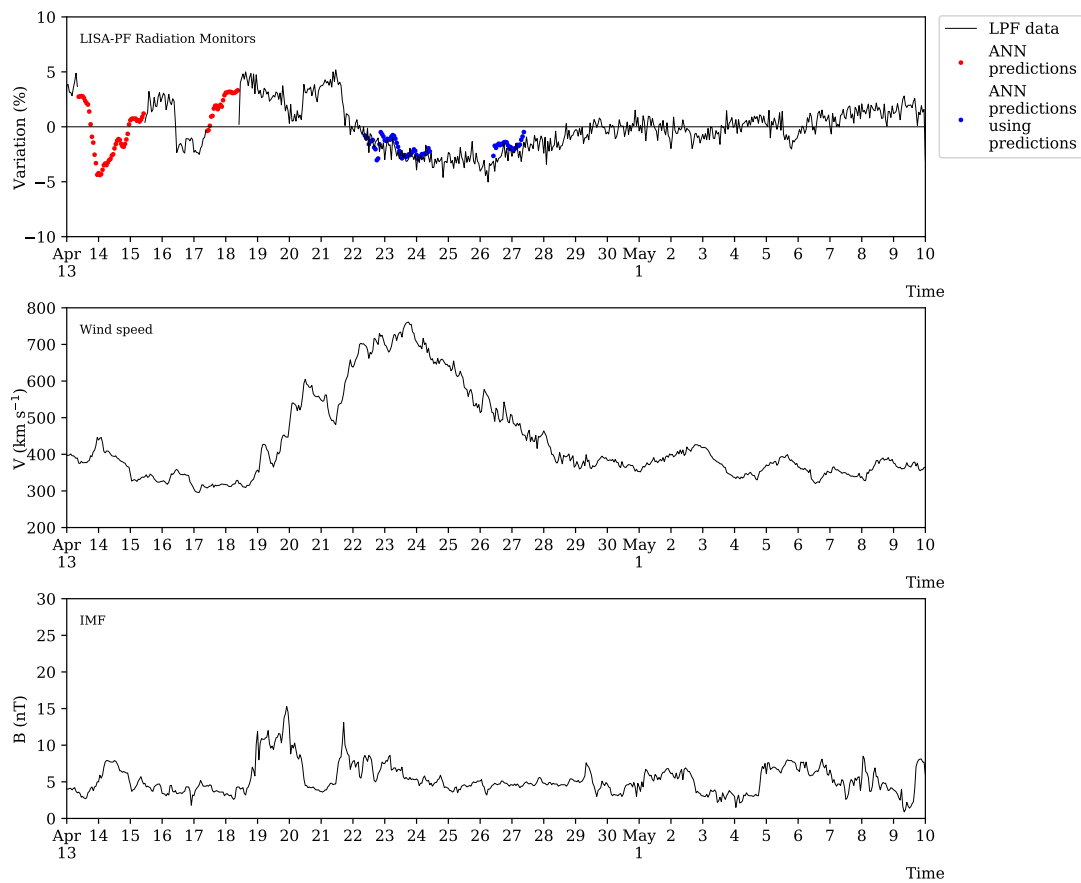 LISA-PF Radiation Monitors
Variation (%)
10
5
0
−5
−10
Apr 14 15 16 17 18 19 20 21 22 23 24 25 26 27 28 29 30 May 2 3 4 5 6 7 8 9 10
13 1
Time
LPF data
ANN
predictions
ANN
predictions
using
predictions
Wind speed
V (km s⁻¹)
800
700
600
500
400
300
200
Apr 14 15 16 17 18 19 20 21 22 23 24 25 26 27 28 29 30 May 2 3 4 5 6 7 8 9 10
13 1
Time
IMF
B (nT)
30
25
20
15
10
5
0
Apr 14 15 16 17 18 19 20 21 22 23 24 25 26 27 28 29 30 May 2 3 4 5 6 7 8 9 10
13 1
Time